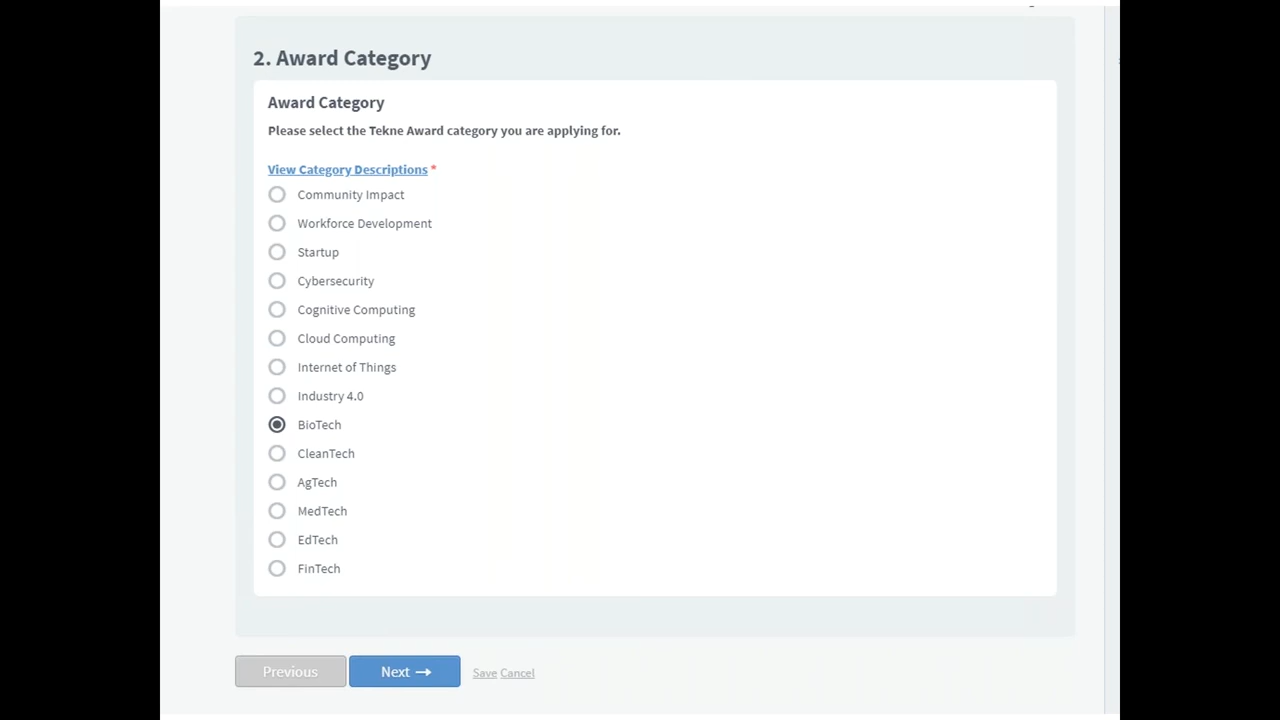 2. Award Category
Award Category
Please select the Tekne Award category you are applying for.
View Category Descriptions *
Community Impact
Workforce Development
Startup
Cybersecurity
Cognitive Computing
Cloud Computing
Internet of Things
Industry 4.0
BioTech
CleanTech
AgTech
MedTech
EdTech
FinTech
Previous Next → Save Cancel